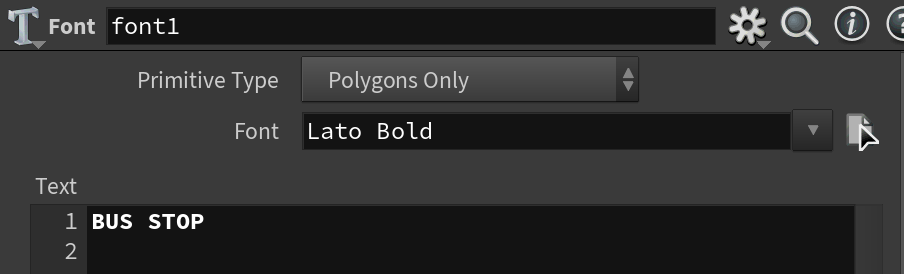 Font font1
Primitive Type Polygons Only
Font Lato Bold
Text
1 BUS STOP
2